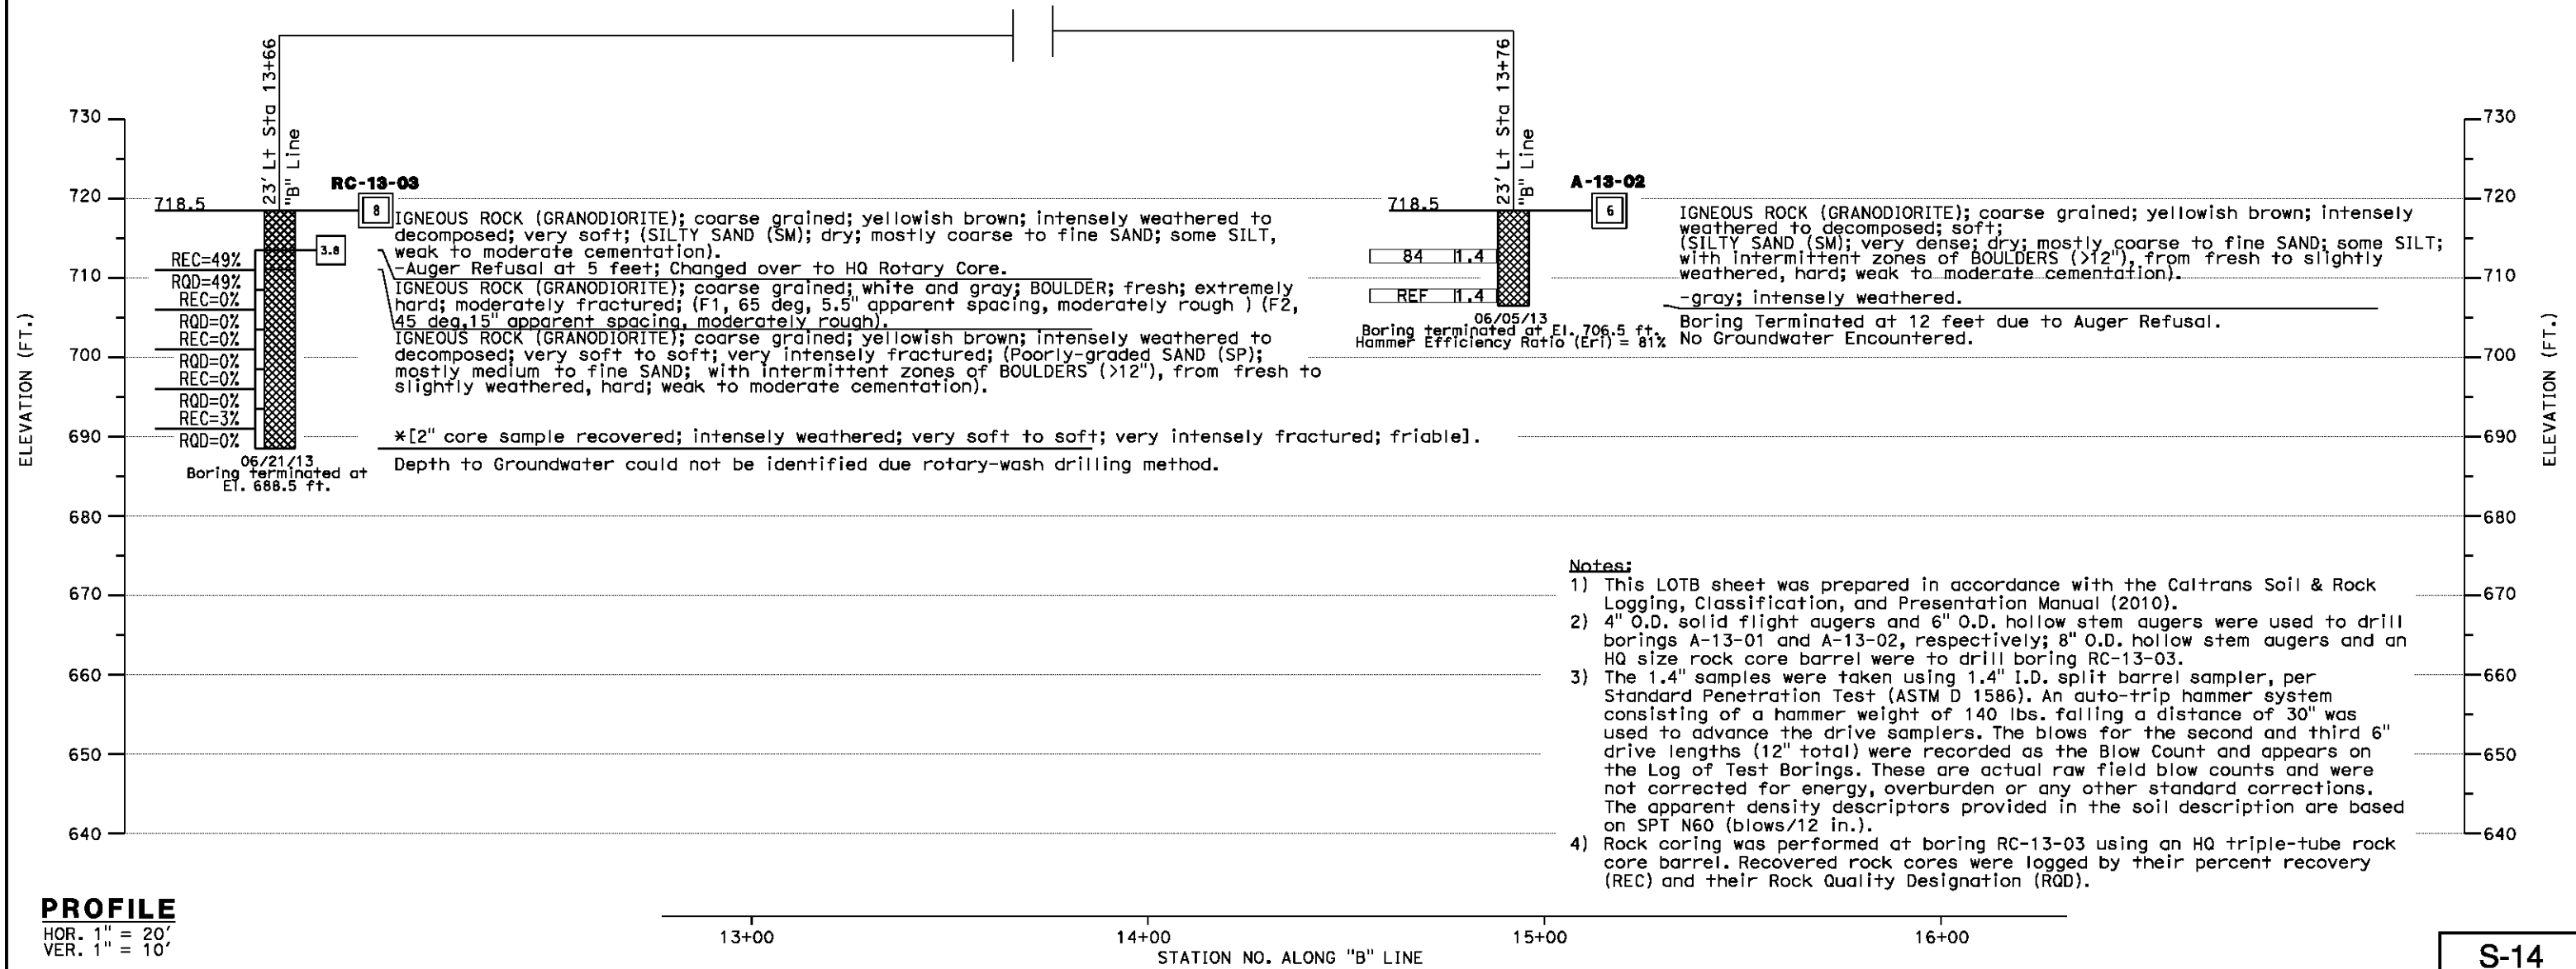 23' Lt Sta 13+66
"B" Line
23' Lt Sta 13+76
"B" Line
730
720
710
700
690
680
670
660
650
640
ELEVATION (FT.)
718.5
RC-13-03
8
3.8
REC=49%
RQD=49%
REC=0%
RQD=0%
REC=0%
RQD=0%
REC=0%
RQD=0%
REC=3%
RQD=0%
06/21/13
Boring terminated at
El. 688.5 ft.
IGNEOUS ROCK (GRANODIORITE); coarse grained; yellowish brown; intensely weathered to
decomposed; very soft; (SILTY SAND (SM); dry; mostly coarse to fine SAND; some SILT,
weak to moderate cementation).
-Auger Refusal at 5 feet; Changed over to HQ Rotary Core.
IGNEOUS ROCK (GRANODIORITE); coarse grained; white and gray; BOULDER; fresh; extremely
hard; moderately fractured; (F1, 65 deg, 5.5" apparent spacing, moderately rough ) (F2,
45 deg,15" apparent spacing, moderately rough).
IGNEOUS ROCK (GRANODIORITE); coarse grained; yellowish brown; intensely weathered to
decomposed; very soft to soft; very intensely fractured; (Poorly-graded SAND (SP);
mostly medium to fine SAND; with intermittent zones of BOULDERS (>12"), from fresh to
slightly weathered, hard; weak to moderate cementation).
*[2" core sample recovered; intensely weathered; very soft to soft; very intensely fractured; friable].
Depth to Groundwater could not be identified due rotary-wash drilling method.
718.5
A-13-02
6
84 1.4
REF 1.4
06/05/13
Boring terminated at El. 706.5 ft.
Hammer Efficiency Ratio (Eri) = 81%
IGNEOUS ROCK (GRANODIORITE); coarse grained; yellowish brown; intensely
weathered to decomposed; soft;
(SILTY SAND (SM); very dense; dry; mostly coarse to fine SAND; some SILT;
with intermittent zones of BOULDERS (>12"), from fresh to slightly
weathered, hard; weak to moderate cementation).
-gray; intensely weathered.
Boring Terminated at 12 feet due to Auger Refusal.
No Groundwater Encountered.
730
720
710
700
690
680
670
660
650
640
ELEVATION (FT.)
Notes:
1) This LOTB sheet was prepared in accordance with the Caltrans Soil & Rock
Logging, Classification, and Presentation Manual (2010).
2) 4" O.D. solid flight augers and 6" O.D. hollow stem augers were used to drill
borings A-13-01 and A-13-02, respectively; 8" O.D. hollow stem augers and an
HQ size rock core barrel were to drill boring RC-13-03.
3) The 1.4" samples were taken using 1.4" I.D. split barrel sampler, per
Standard Penetration Test (ASTM D 1586). An auto-trip hammer system
consisting of a hammer weight of 140 lbs. falling a distance of 30" was
used to advance the drive samplers. The blows for the second and third 6"
drive lengths (12" total) were recorded as the Blow Count and appears on
the Log of Test Borings. These are actual raw field blow counts and were
not corrected for energy, overburden or any other standard corrections.
The apparent density descriptors provided in the soil description are based
on SPT N60 (blows/12 in.).
4) Rock coring was performed at boring RC-13-03 using an HQ triple-tube rock
core barrel. Recovered rock cores were logged by their percent recovery
(REC) and their Rock Quality Designation (RQD).
PROFILE
HOR. 1" = 20'
VER. 1" = 10'
13+00
14+00
15+00
16+00
STATION NO. ALONG "B" LINE
S-14